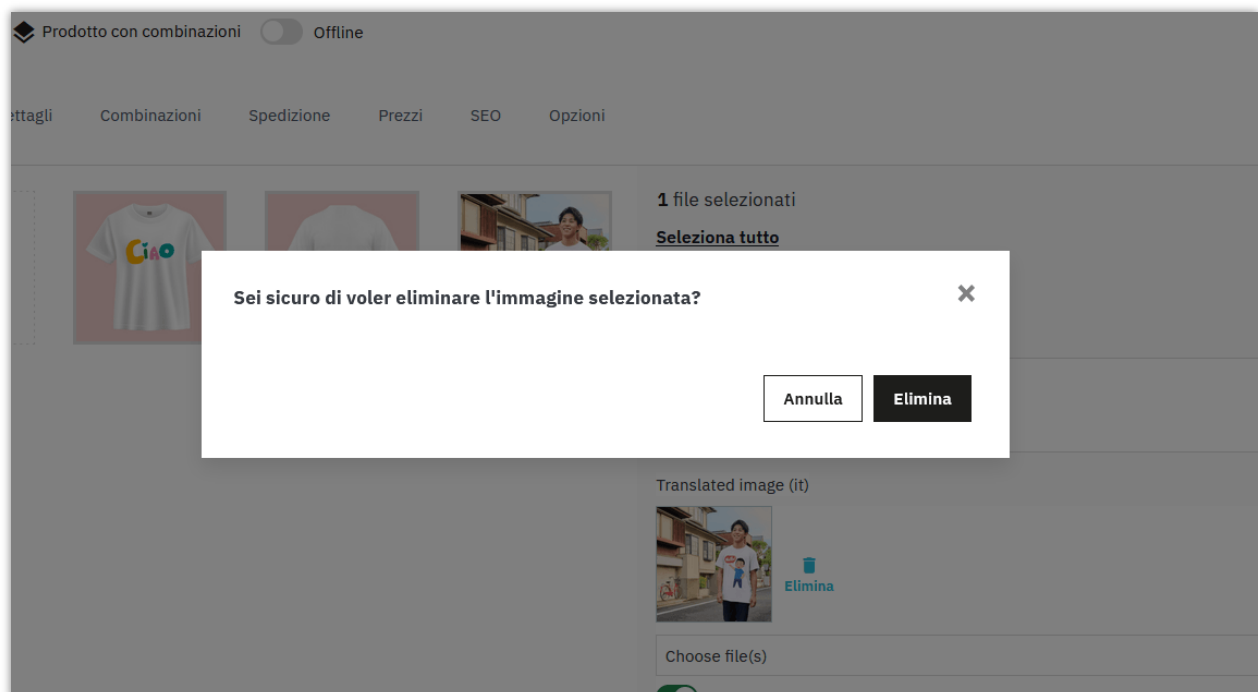 Prodotto con combinazioni Offline
ettagli Combinazioni Spedizione Prezzi SEO Opzioni
1 file selezionati
Seleziona tutto
Ciao
Sei sicuro di voler eliminare l'immagine selezionata?
Annulla Elimina
Translated image (it)
Elimina
Choose file(s)